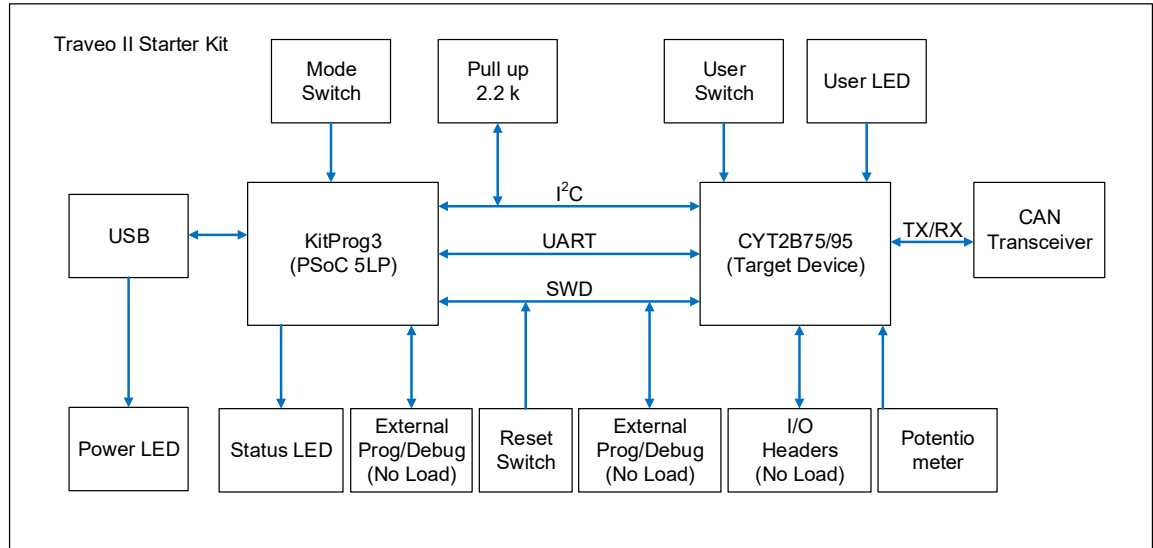 Traveo II Starter Kit
Mode
Switch
Pull up
2.2 k
User
Switch
User LED
USB
KitProg3
(PSoC 5LP)
I²C
UART
SWD
CYT2B75/95
(Target Device)
TX/RX
CAN
Transceiver
Power LED
Status LED
External
Prog/Debug
(No Load)
Reset
Switch
External
Prog/Debug
(No Load)
I/O
Headers
(No Load)
Potentio
meter